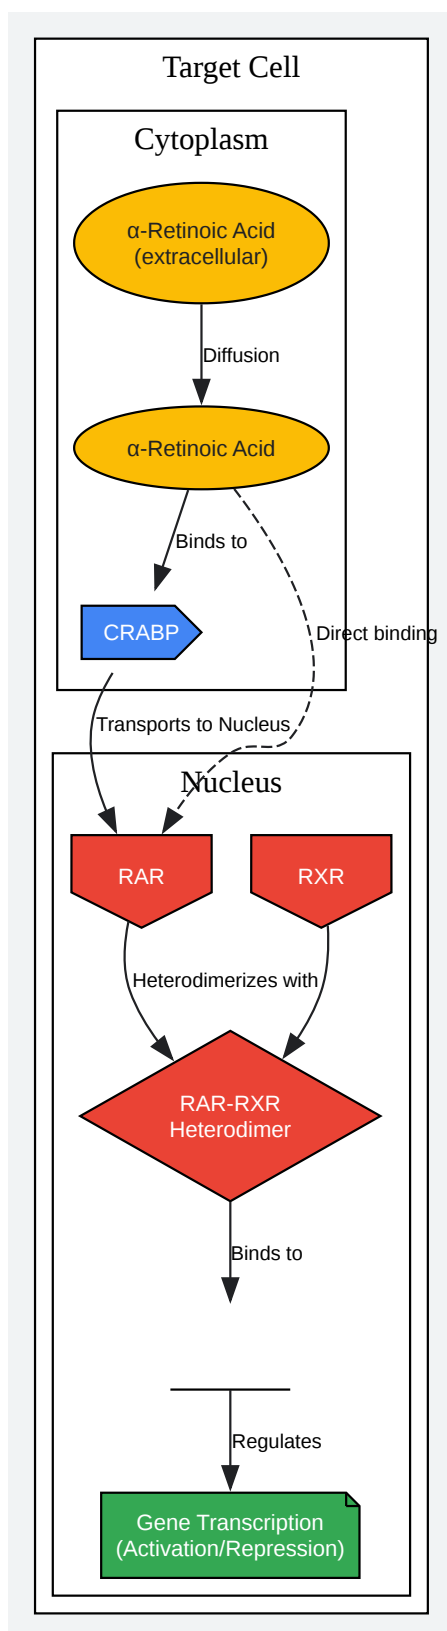 Target Cell
Cytoplasm
α-Retinoic Acid
(extracellular)
Diffusion
α-Retinoic Acid
Binds to
Direct binding
CRABP
Transports to Nucleus
Nucleus
RAR
RXR
Heterodimerizes with
RAR-RXR
Heterodimer
Binds to
Regulates
Gene Transcription
(Activation/Repression)